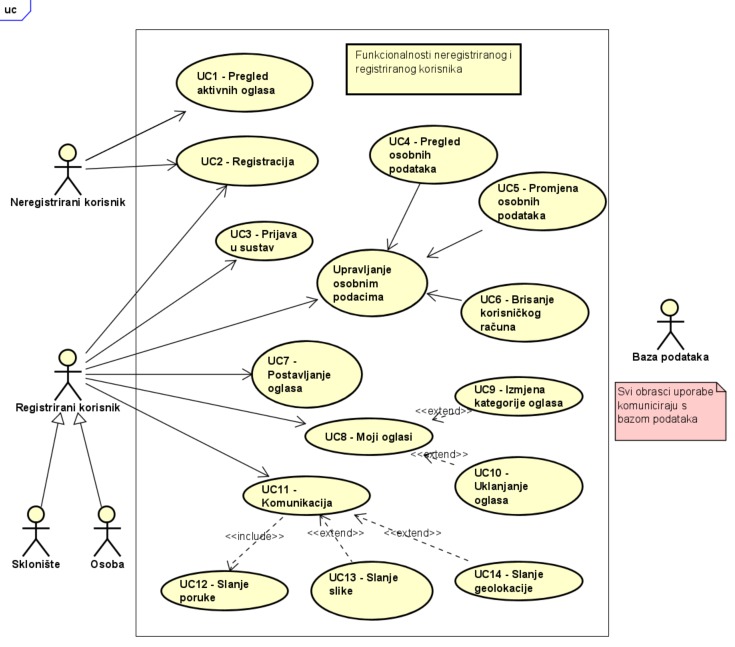 uc
Funkcionalnosti neregistriranog i
registriranog korisnika
UC1 - Pregled
aktivnih oglasa
UC4 - Pregled
osobnih
podataka
UC2 - Registracija
Neregistrirani korisnik
UC5 - Promjena
osobnih
podataka
UC3 - Prijava
u sustav
Upravljanje
osobnim
podacima
UC6 - Brisanje
korisničkog
računa
Baza podataka
UC7 -
Postavljanje
oglasa
Registrirani korisnik
UC9 - Izmjena
kategorije oglasa
Svi obrasci uporabe
komuniciraju s
bazom podataka
<<extend>>
UC8 - Moji oglasi
<<extend>>
UC10 -
Uklanjanje
oglasa
UC11 -
Komunikacija
<<include>>
<<extend>>
<<extend>>
Sklonište
Osoba
UC12 - Slanje
poruke
UC13 - Slanje
slike
UC14 - Slanje
geolokacije